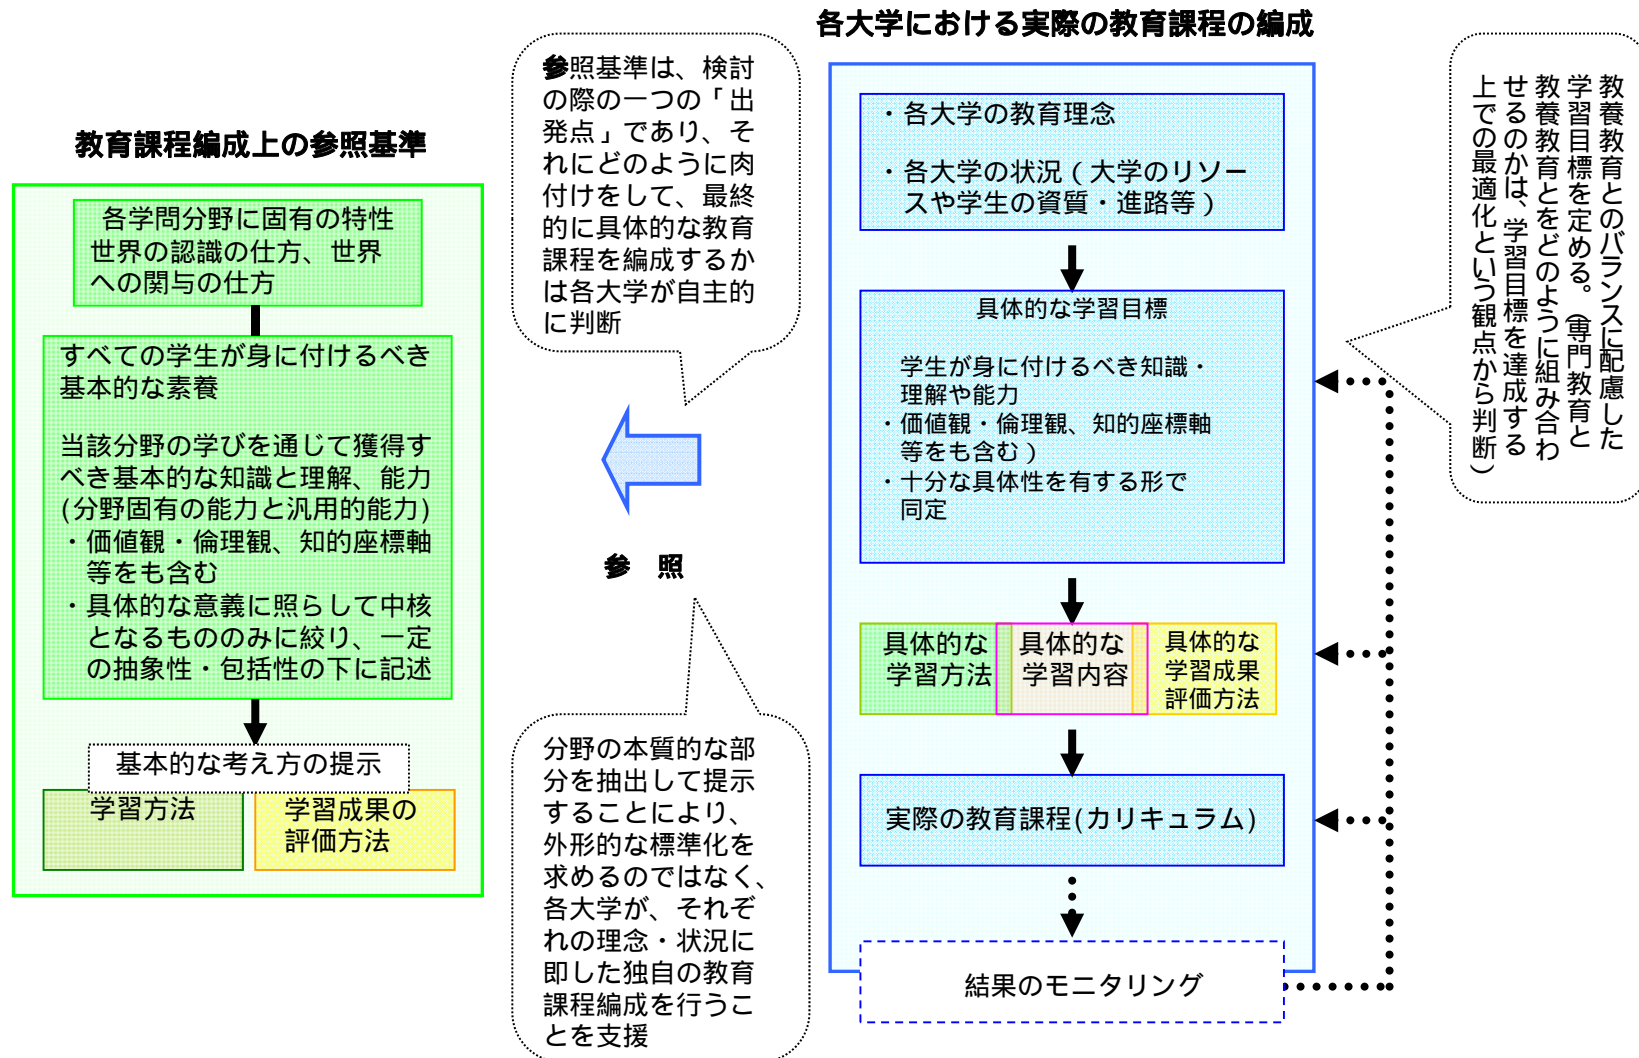 教育課程編成上の参照基準
各学問分野に固有の特性
世界の認識の仕方、世界
への関与の仕方
すべての学生が身に付けるべき
基本的な素養
当該分野の学びを通じて獲得す
べき基本的な知識と理解、能力
(分野固有の能力と汎用的能力)
・価値観・倫理観、知的座標軸
等をも含む
・具体的な意義に照らして中核
となるもののみに絞り、一定
の抽象性・包括性の下に記述
基本的な考え方の提示
学習方法
学習成果の
評価方法
参照基準は、検討
の際の一つの「出
発点」であり、そ
れにどのように肉
付けをして、最終
的に具体的な教育
課程を編成するか
は各大学が自主的
に判断
参　照
分野の本質的な部
分を抽出して提示
することにより、
外形的な標準化を
求めるのではなく、
各大学が、それぞ
れの理念・状況に
即した独自の教育
課程編成を行うこ
とを支援
各大学における実際の教育課程の編成
・各大学の教育理念
・各大学の状況（大学のリソー
スや学生の資質・進路等）
具体的な学習目標
学生が身に付けるべき知識・
理解や能力
・価値観・倫理観、知的座標軸
等をも含む）
・十分な具体性を有する形で
同定
具体的な
学習方法
具体的な
学習内容
具体的な
学習成果
評価方法
実際の教育課程(カリキュラム)
結果のモニタリング
教養教育とのバランスに配慮した
学習目標を定める。（専門教育と
教養教育とをどのように組み合わ
せるのかは、学習目標を達成する
上での最適化という観点から判断）